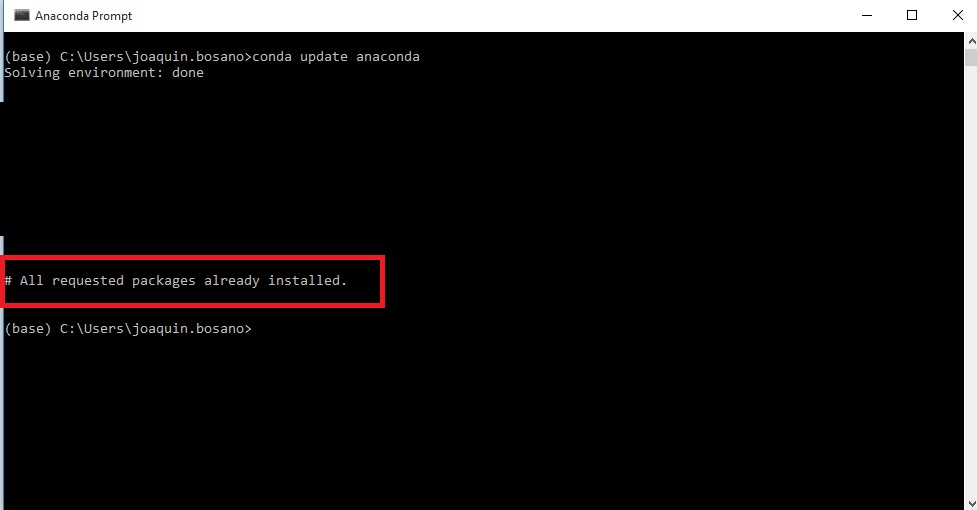 Anaconda Prompt
(base) C:\Users\joaquin.bosano>conda update anaconda
Solving environment: done
# All requested packages already installed.
(base) C:\Users\joaquin.bosano>